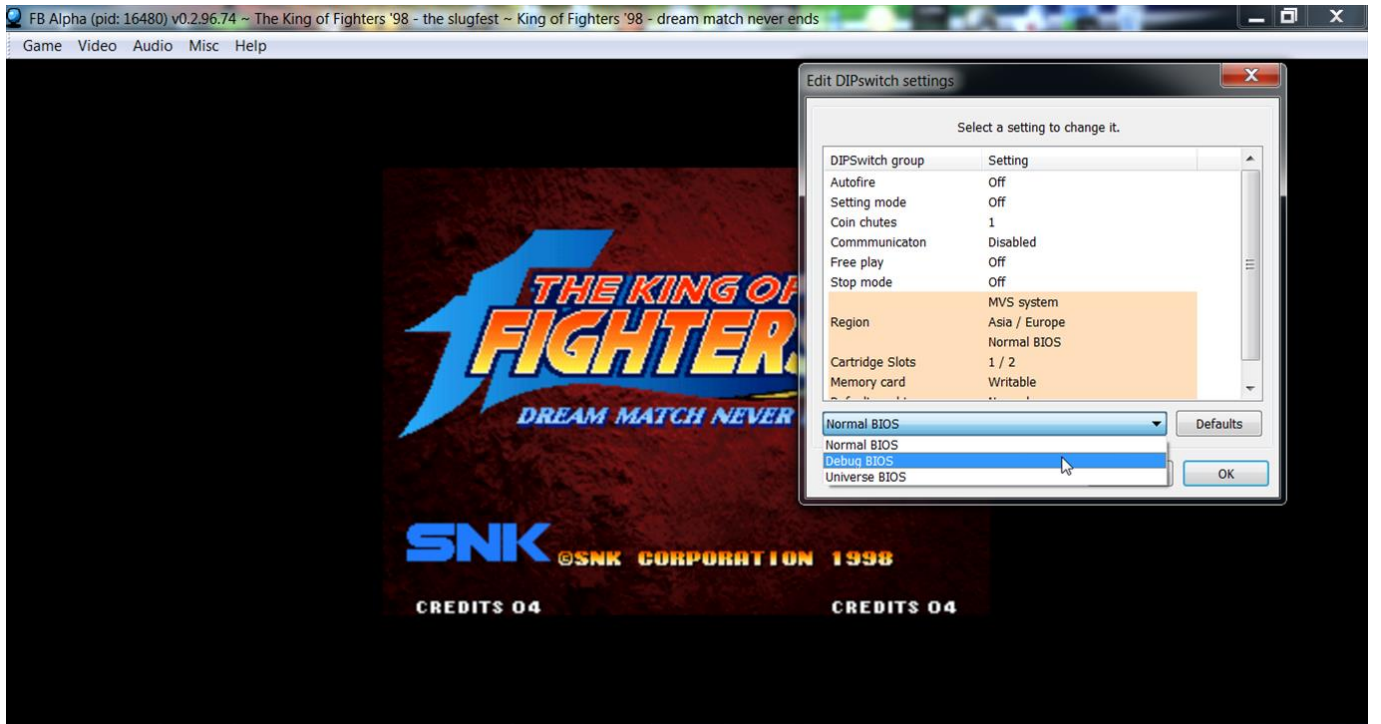 FB Alpha (pid: 16480) v0.2.96.74 ~ The King of Fighters '98 - the slugfest ~ King of Fighters '98 - dream match never ends
Game Video Audio Misc Help
Edit DIPswitch settings
Select a setting to change it.
DIPSwitch group Setting
Autofire Off
Setting mode Off
Coin chutes 1
Commmunicaton Disabled
Free play Off
Stop mode Off
MVS system
Region Asia / Europe
Normal BIOS
Cartridge Slots 1 / 2
Memory card Writable
Normal BIOS Defaults
Normal BIOS
Debug BIOS
Universe BIOS
OK
THE KING OF
FIGHTERS
DREAM MATCH NEVER
SNK ©SNK CORPORATION 1998
CREDITS 04 CREDITS 04